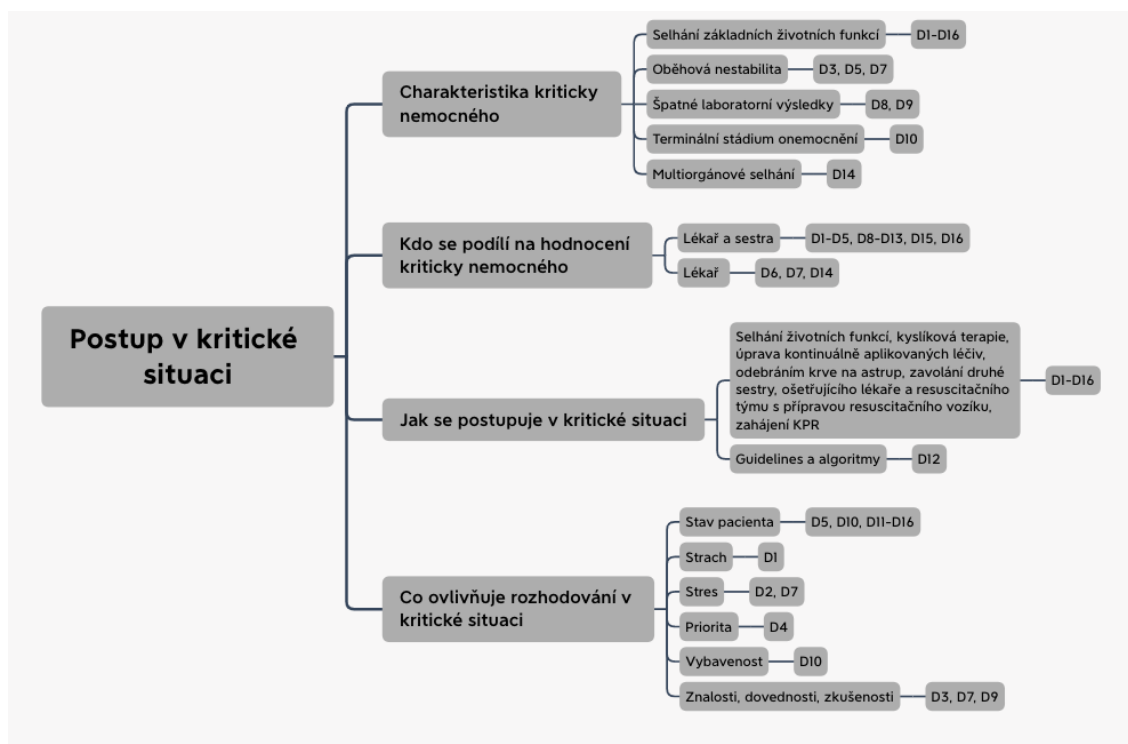 Postup v kritické
situaci
Charakteristika kriticky
nemocného
Selhání základních životních funkcí
D1-D16
Oběhová nestabilita
D3, D5, D7
Špatné laboratorní výsledky
D8, D9
Terminální stádium onemocnění
D10
Multiorgánové selhání
D14
Kdo se podílí na hodnocení
kriticky nemocného
Lékař a sestra
D1-D5, D8-D13, D15, D16
Lékař
D6, D7, D14
Jak se postupuje v kritické situaci
Selhání životních funkcí, kyslíková terapie,
úprava kontinuálně aplikovaných léčiv,
odebráním krve na astrup, zavolání druhé
sestry, ošetřujícího lékaře a resuscitačního
týmu s přípravou resuscitačního vozíku,
zahájení KPR
D1-D16
Guidelines a algoritmy
D12
Co ovlivňuje rozhodování v
kritické situaci
Stav pacienta
D5, D10, D11-D16
Strach
D1
Stres
D2, D7
Priorita
D4
Vybavenost
D10
Znalosti, dovednosti, zkušenosti
D3, D7, D9